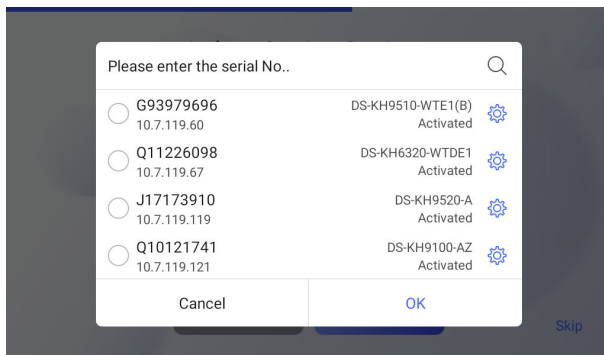 Please enter the serial No..
G93979696 DS-KH9510-WTE1(B)
10.7.119.60 Activated
Q11226098 DS-KH6320-WTDE1
10.7.119.67 Activated
J17173910 DS-KH9520-A
10.7.119.119 Activated
Q10121741 DS-KH9100-AZ
10.7.119.121 Activated
Cancel OK
Skip